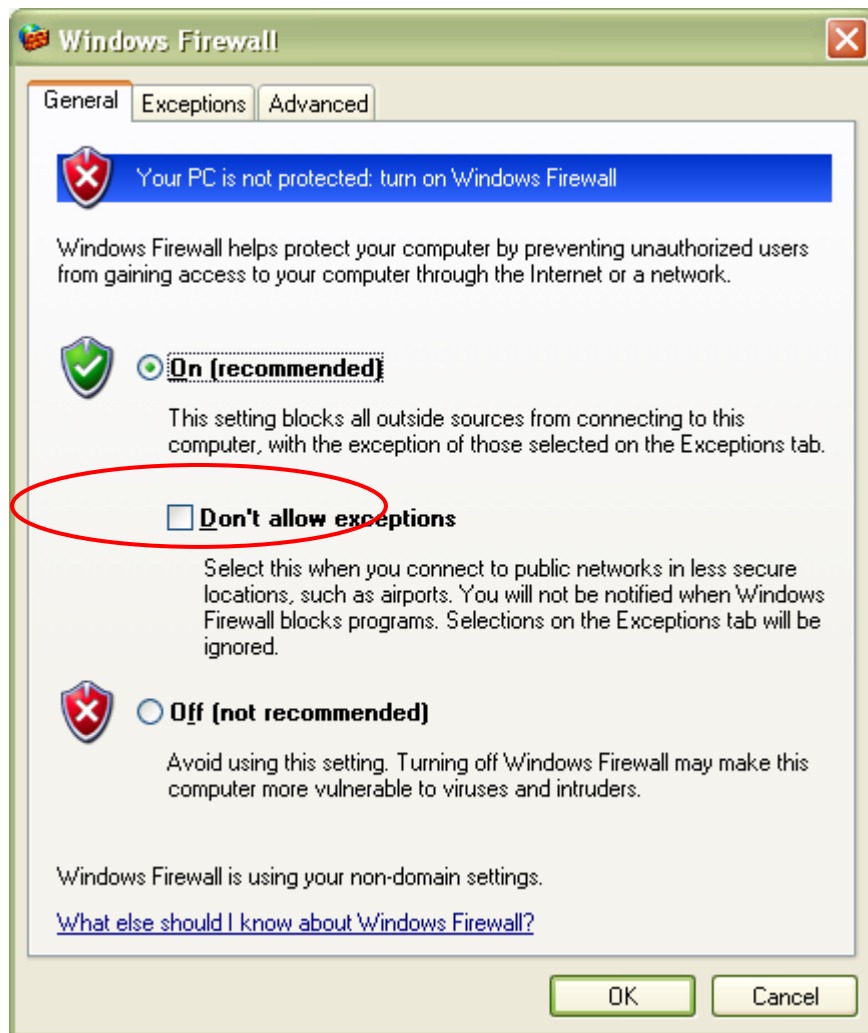 Windows Firewall
General Exceptions Advanced
Your PC is not protected: turn on Windows Firewall
Windows Firewall helps protect your computer by preventing unauthorized users
from gaining access to your computer through the Internet or a network.
On (recommended)
This setting blocks all outside sources from connecting to this
computer, with the exception of those selected on the Exceptions tab.
Don't allow exceptions
Select this when you connect to public networks in less secure
locations, such as airports. You will not be notified when Windows
Firewall blocks programs. Selections on the Exceptions tab will be
ignored.
Off (not recommended)
Avoid using this setting. Turning off Windows Firewall may make this
computer more vulnerable to viruses and intruders.
Windows Firewall is using your non-domain settings.
What else should I know about Windows Firewall?
OK Cancel